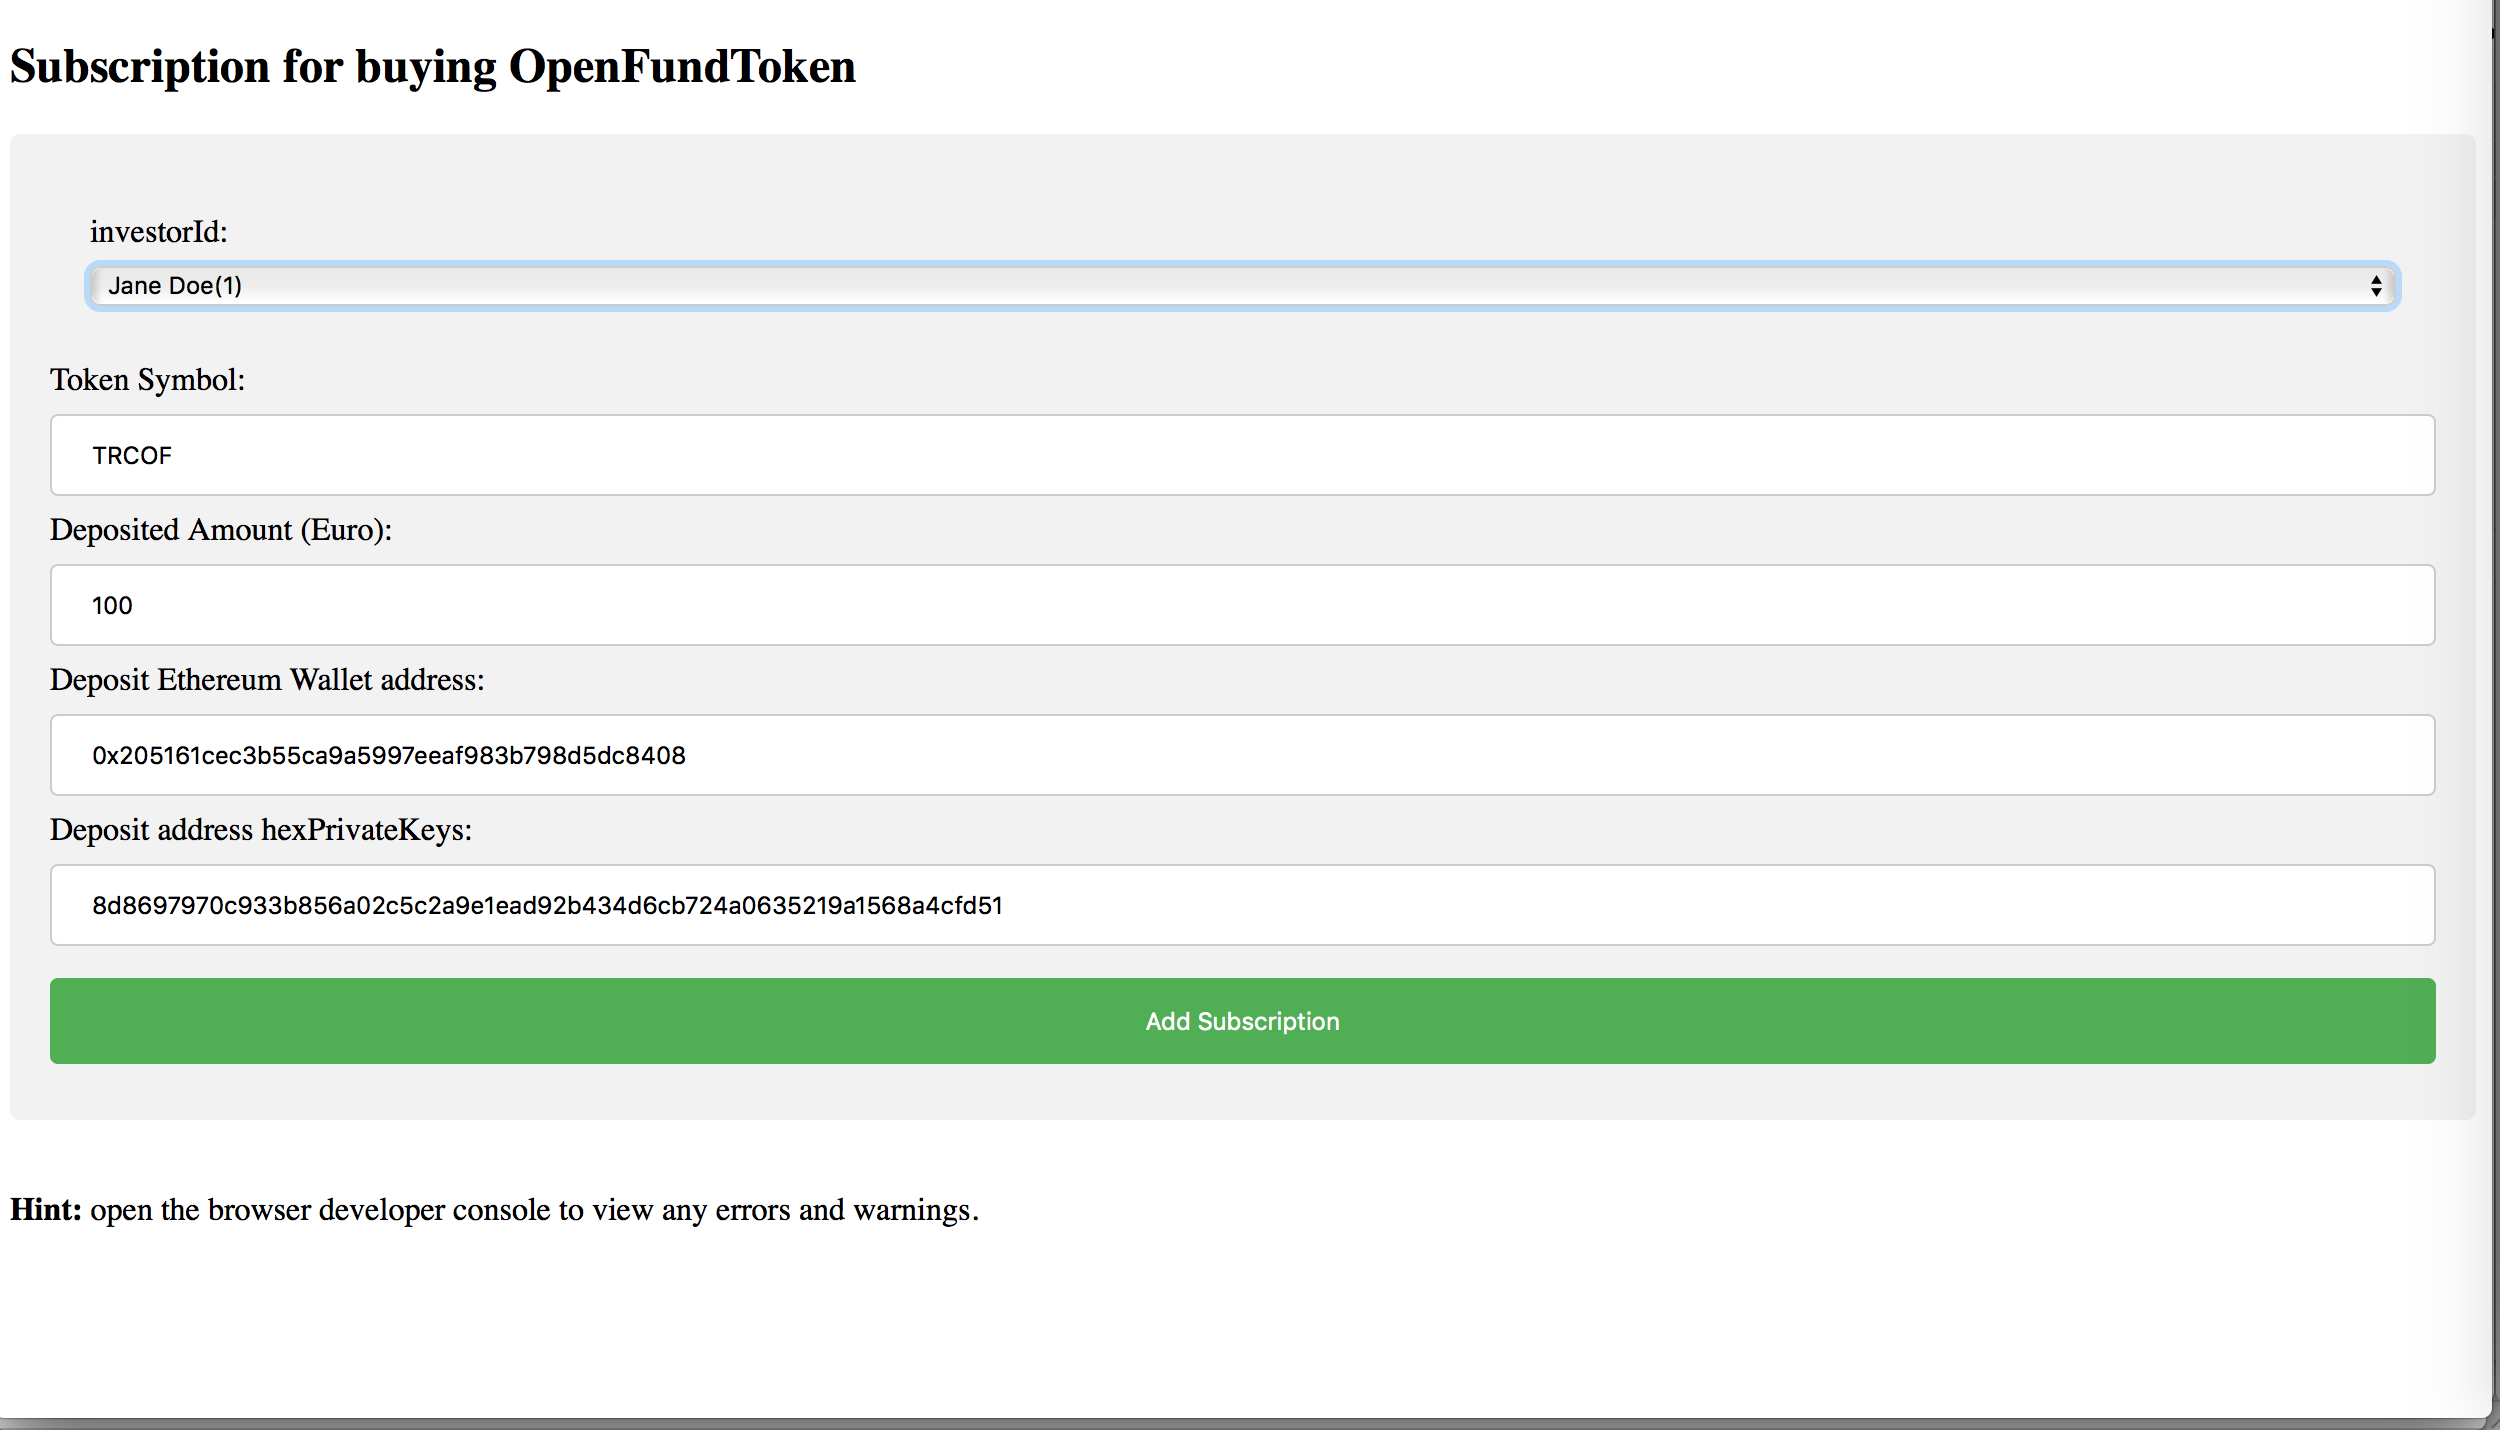 Subscription for buying OpenFundToken
investorId:
Jane Doe(1)
Token Symbol:
TRCOF
Deposited Amount (Euro):
100
Deposit Ethereum Wallet address:
0x205161cec3b55ca9a5997eeaf983b798d5dc8408
Deposit address hexPrivateKeys:
8d8697970c933b856a02c5c2a9e1ead92b434d6cb724a0635219a1568a4cfd51
Add Subscription
Hint: open the browser developer console to view any errors and warnings.